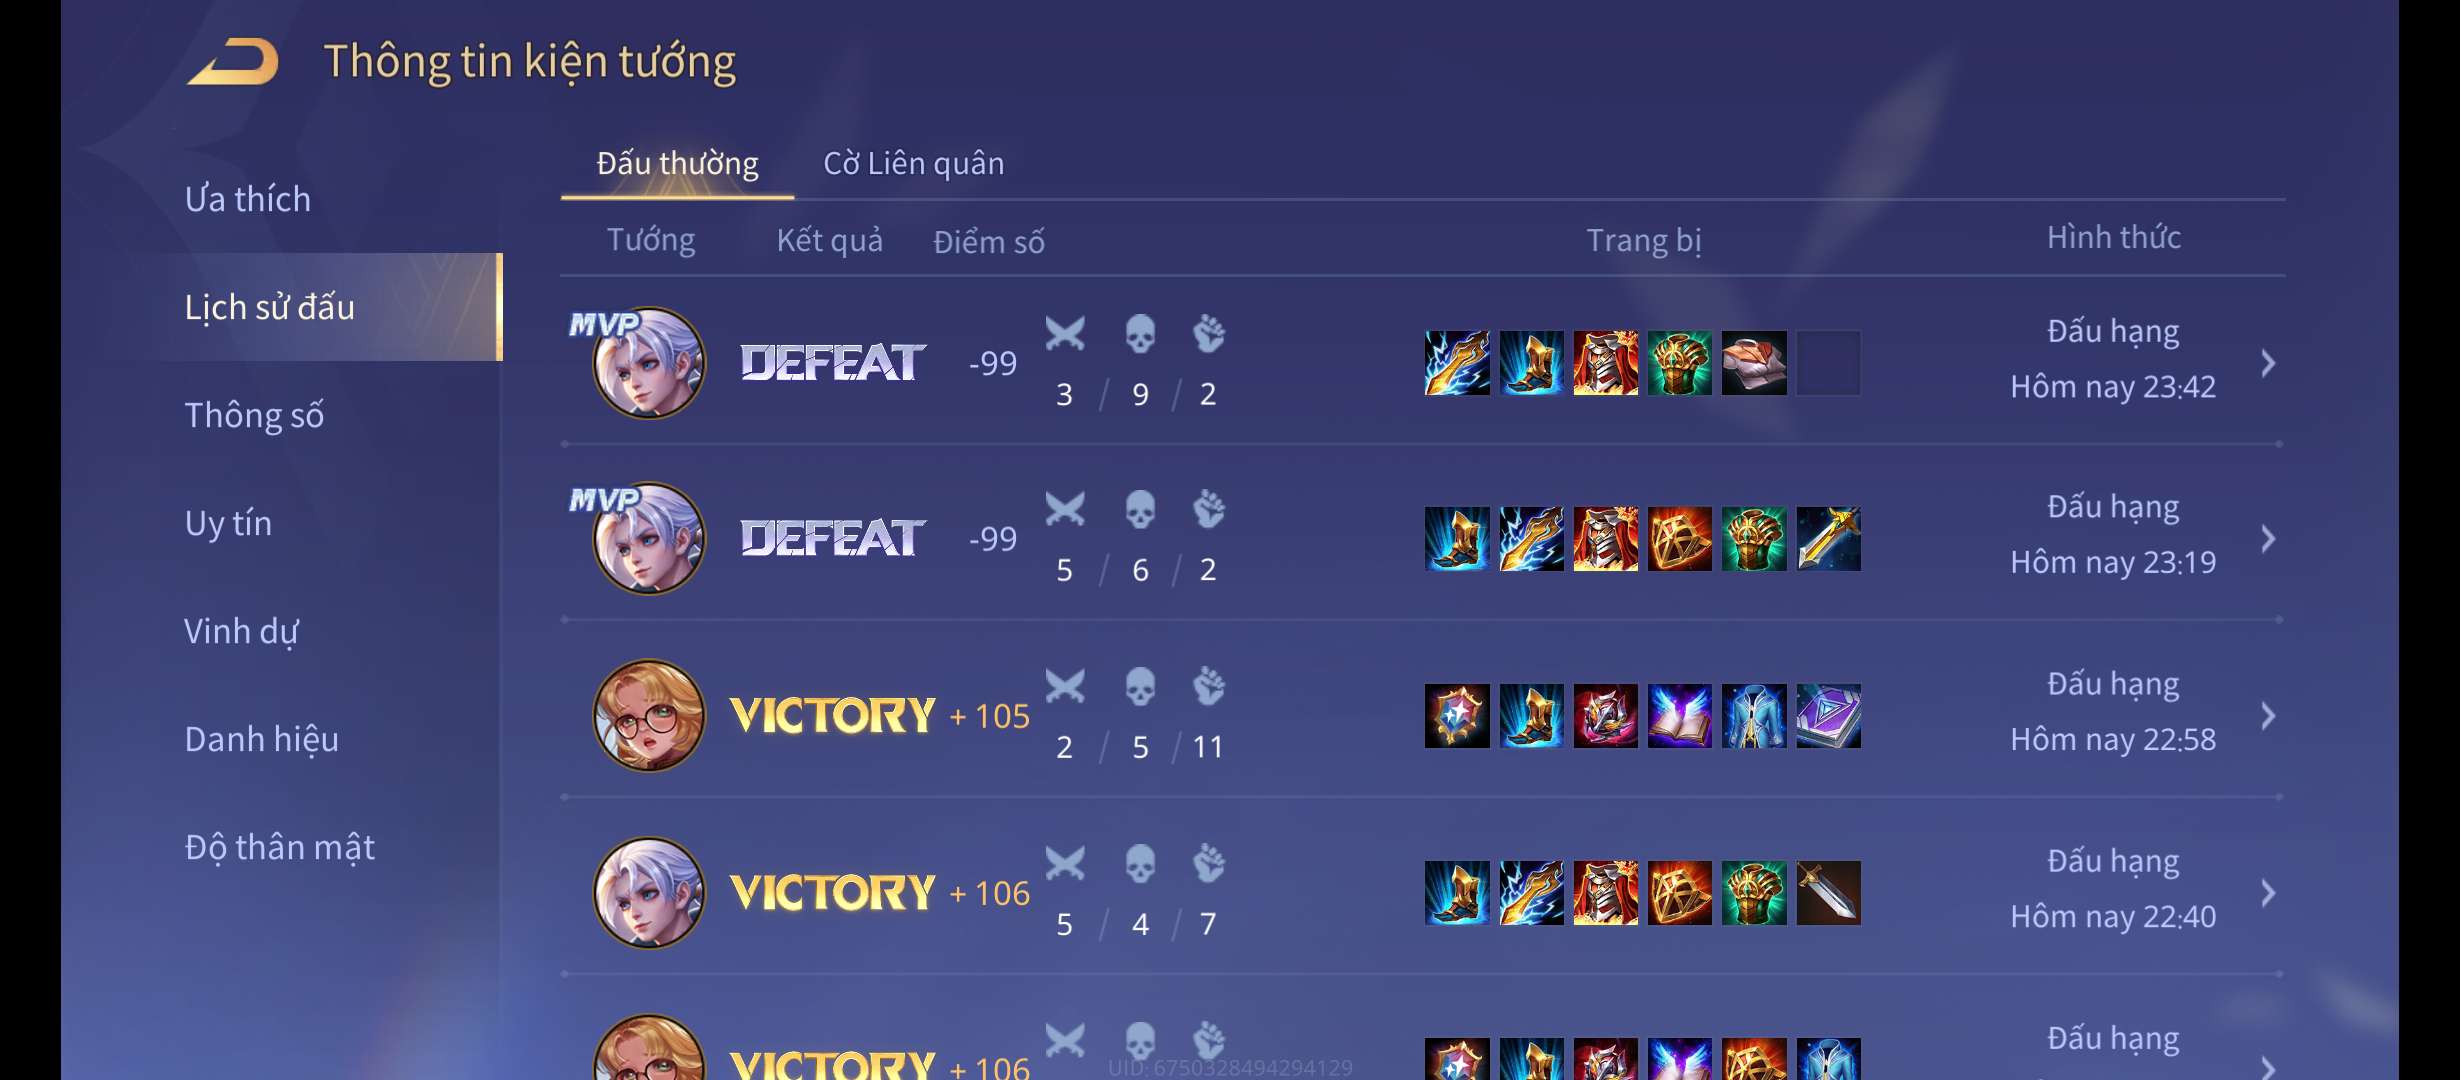 Thông tin kiện tướng
Đấu thường Cờ Liên quân
Ưa thích
Lịch sử đấu
Thông số
Uy tín
Vinh dự
Danh hiệu
Độ thân mật
Tướng Kết quả Điểm số Trang bị Hình thức
MVP DEFEAT -99 3 / 9 / 2 Đấu hạng
Hôm nay 23:42
MVP DEFEAT -99 5 / 6 / 2 Đấu hạng
Hôm nay 23:19
VICTORY + 105 2 / 5 / 11 Đấu hạng
Hôm nay 22:58
VICTORY + 106 5 / 4 / 7 Đấu hạng
Hôm nay 22:40
VICTORY + 106 Đấu hạng
UID: 6750328494294129